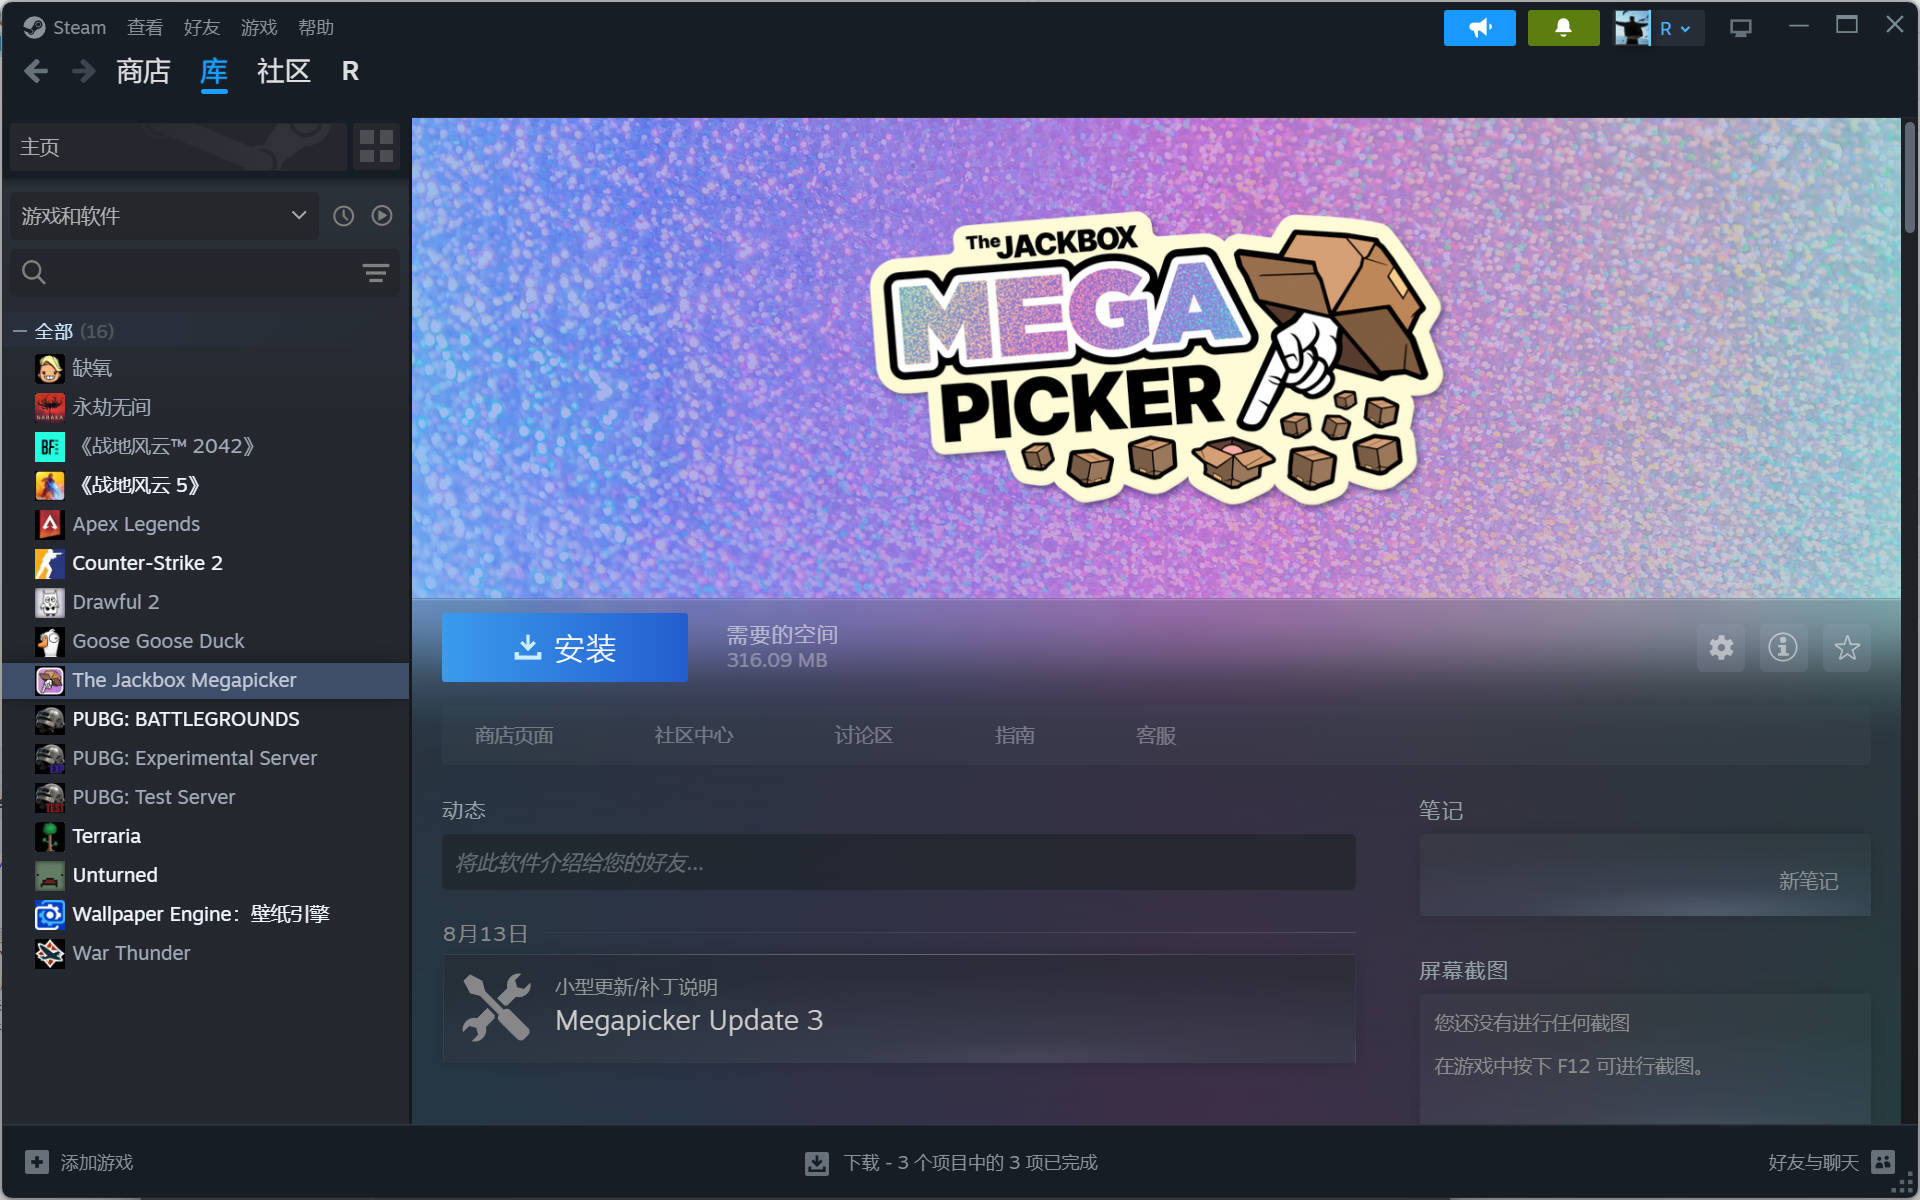 Steam 查看 好友 游戏 帮助
R
商店 库 社区 R
主页
游戏和软件
全部 (16)
缺氧
永劫无间
NARAKA
《战地风云™ 2042》
BF
《战地风云 5》
Apex Legends
Counter-Strike 2
Drawful 2
Goose Goose Duck
The Jackbox Megapicker
PUBG: BATTLEGROUNDS
PUBG: Experimental Server
EXP
PUBG: Test Server
TEST
Terraria
Unturned
Wallpaper Engine：壁纸引擎
War Thunder
The JACKBOX
MEGA
PICKER
安装
需要的空间
316.09 MB
商店页面 社区中心 讨论区 指南 客服
动态
将此软件介绍给您的好友...
8月13日
小型更新/补丁说明
Megapicker Update 3
笔记
新笔记
屏幕截图
您还没有进行任何截图
在游戏中按下 F12 可进行截图。
添加游戏
下载 - 3 个项目中的 3 项已完成
好友与聊天